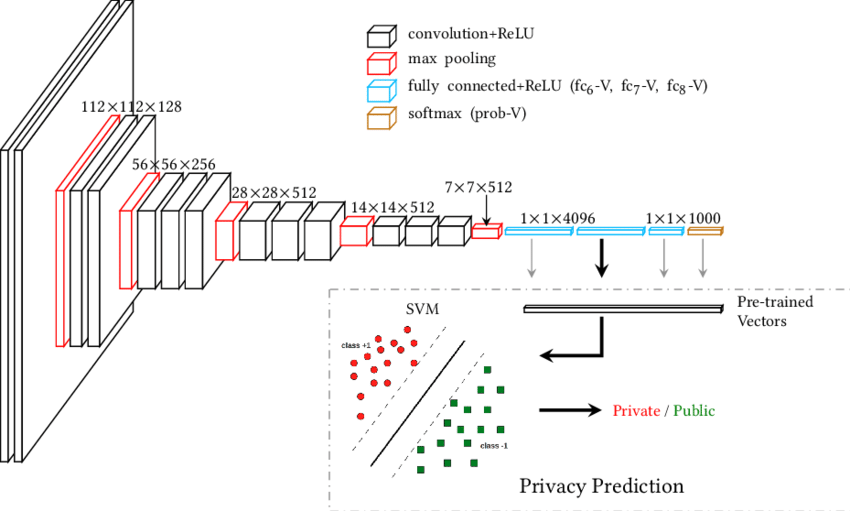 convolution+ReLU
max pooling
fully connected+ReLU (fc6-V, fc7-V, fc8-V)
softmax (prob-V)
112×112×128
56×56×256
28×28×512
14×14×512
7×7×512
1×1×4096
1×1×1000
Pre-trained
Vectors
SVM
class +1
class -1
Private / Public
Privacy Prediction